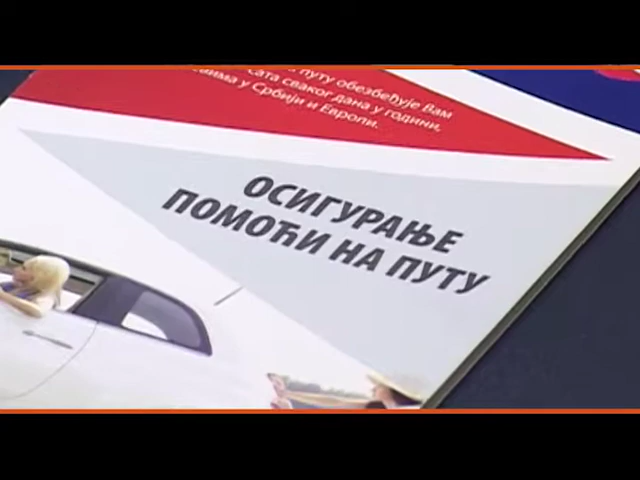 путу обезбеђује Вам
сата сваког дана у години,
у Србији и Европи.
ОСИГУРАЊЕ
ПОМОЋИ НА ПУТУ